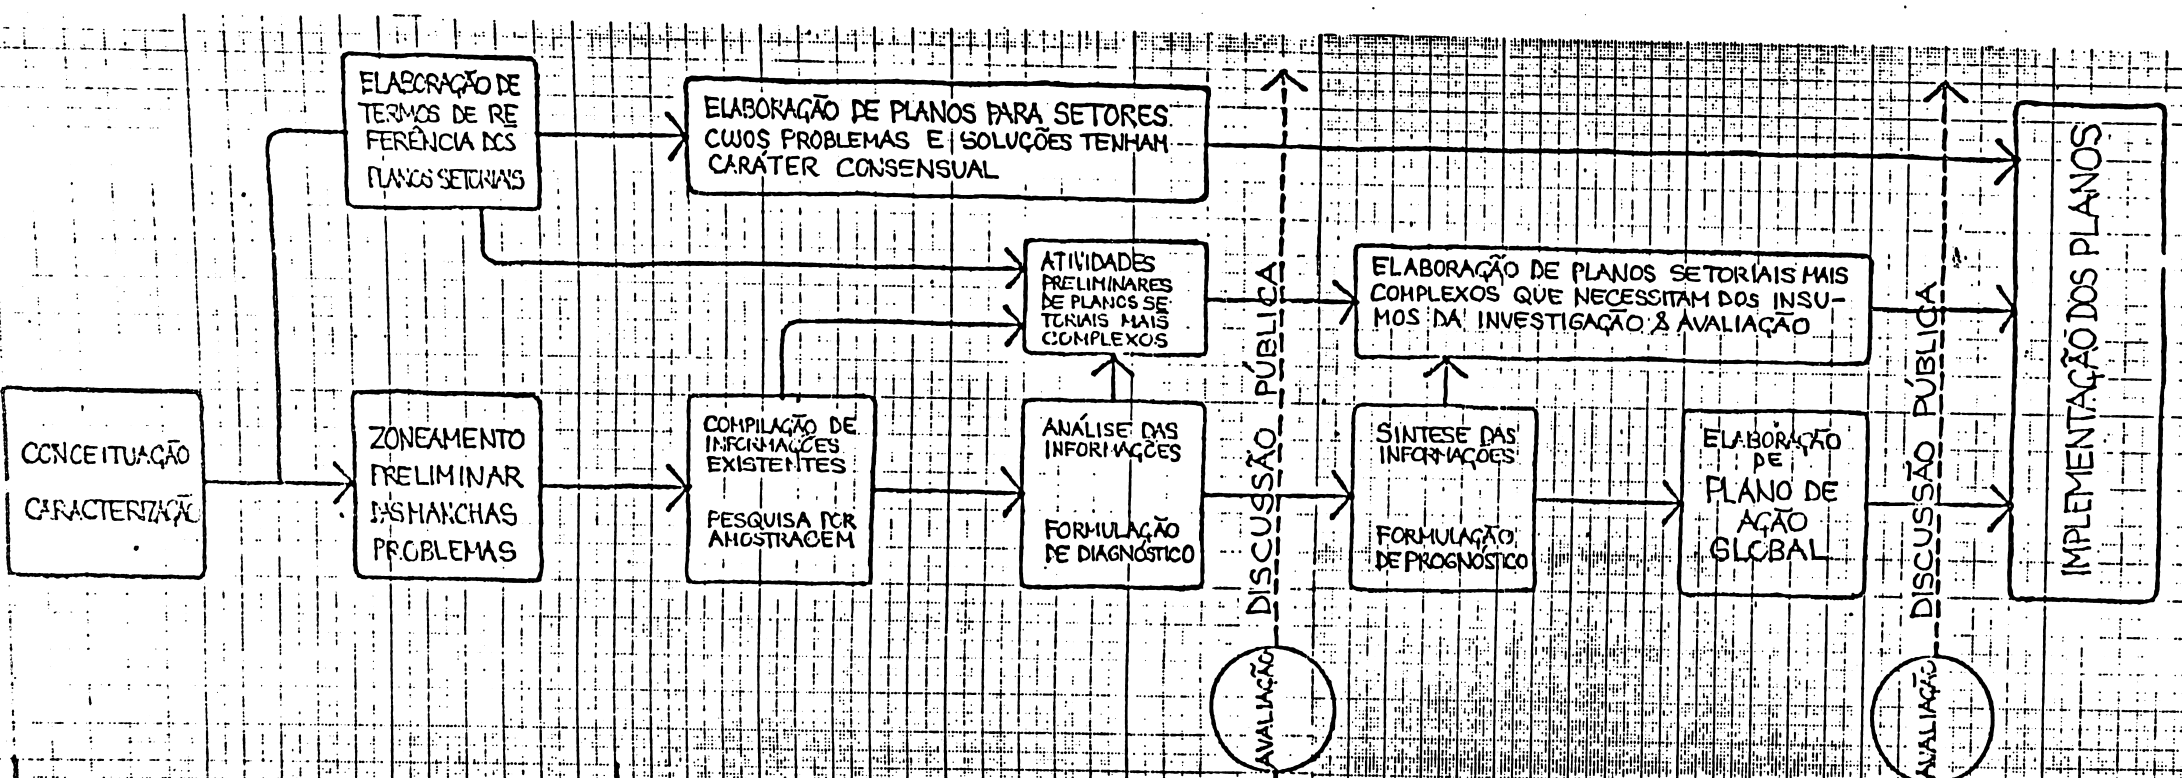 ELABORAÇÃO DE
TERMOS DE RE
FERÊNCIA DOS
PLANOS SETORIAIS
ELABORAÇÃO DE PLANOS PARA SETORES
CUJOS PROBLEMAS E SOLUÇÕES TENHAM
CARÁTER CONSENSUAL
ATIVIDADES
PRELIMINARES
DE PLANOS SE-
TORIAIS MAIS
COMPLEXOS
ELABORAÇÃO DE PLANOS SETORIAIS MAIS
COMPLEXOS QUE NECESSITAM DOS INSU-
MOS DA INVESTIGAÇÃO & AVALIAÇÃO
CONCEITUAÇÃO
CARACTERIZAÇÃO
ZONEAMENTO
PRELIMINAR
DAS MANCHAS
PROBLEMAS
COMPILAÇÃO DE
INFORMAÇÕES
EXISTENTES
PESQUISA POR
AMOSTRAGEM
ANÁLISE DAS
INFORMAÇÕES
FORMULAÇÃO
DE DIAGNÓSTICO
DISCUSSÃO PÚBLICA
AVALIAÇÃO
SÍNTESE DAS
INFORMAÇÕES
FORMULAÇÃO
DE PROGNÓSTICO
ELABORAÇÃO
DE
PLANO DE
AÇÃO
GLOBAL
DISCUSSÃO PÚBLICA
AVALIAÇÃO
IMPLEMENTAÇÃO DOS PLANOS